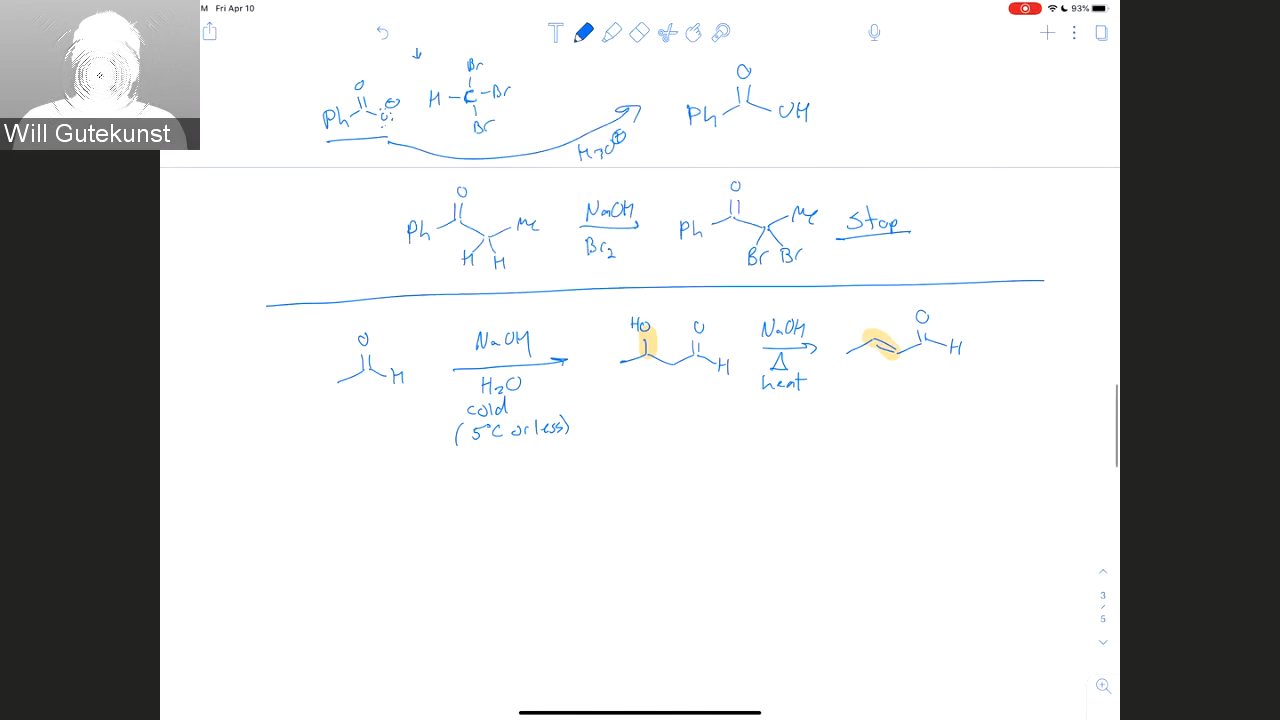 M Fri Apr 10
93%
Will Gutekunst
Br
H C Br
Br
O
Ph O⊖
H3O⊕
O
Ph OH
O
Ph Me
H H
NaOH
Br2
O
Ph Me
Br Br
Stop
O
H
NaOH
H2O
cold
(5°C or less)
HO O
H
NaOH
Δ
heat
O
H
3
/
5